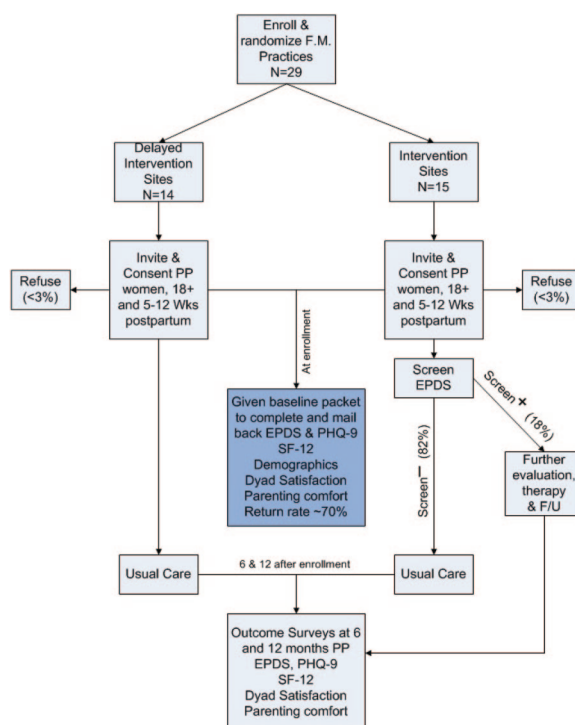 Enroll &
randomize F.M.
Practices
N=29
Delayed
Intervention
Sites
N=14
Intervention
Sites
N=15
Refuse
(<3%)
Invite &
Consent PP
women, 18+
and 5-12 Wks
postpartum
Invite &
Consent PP
women, 18+
and 5-12 Wks
postpartum
Refuse
(<3%)
At enrollment
Given baseline packet
to complete and mail
back EPDS & PHQ-9
SF-12
Demographics
Dyad Satisfaction
Parenting comfort
Return rate ~70%
Screen
EPDS
Screen + (18%)
Screen— (82%)
Further
evaluation,
therapy
& F/U
Usual Care
6 & 12 after enrollment
Usual Care
Outcome Surveys at 6
and 12 months PP
EPDS, PHQ-9
SF-12
Dyad Satisfaction
Parenting comfort